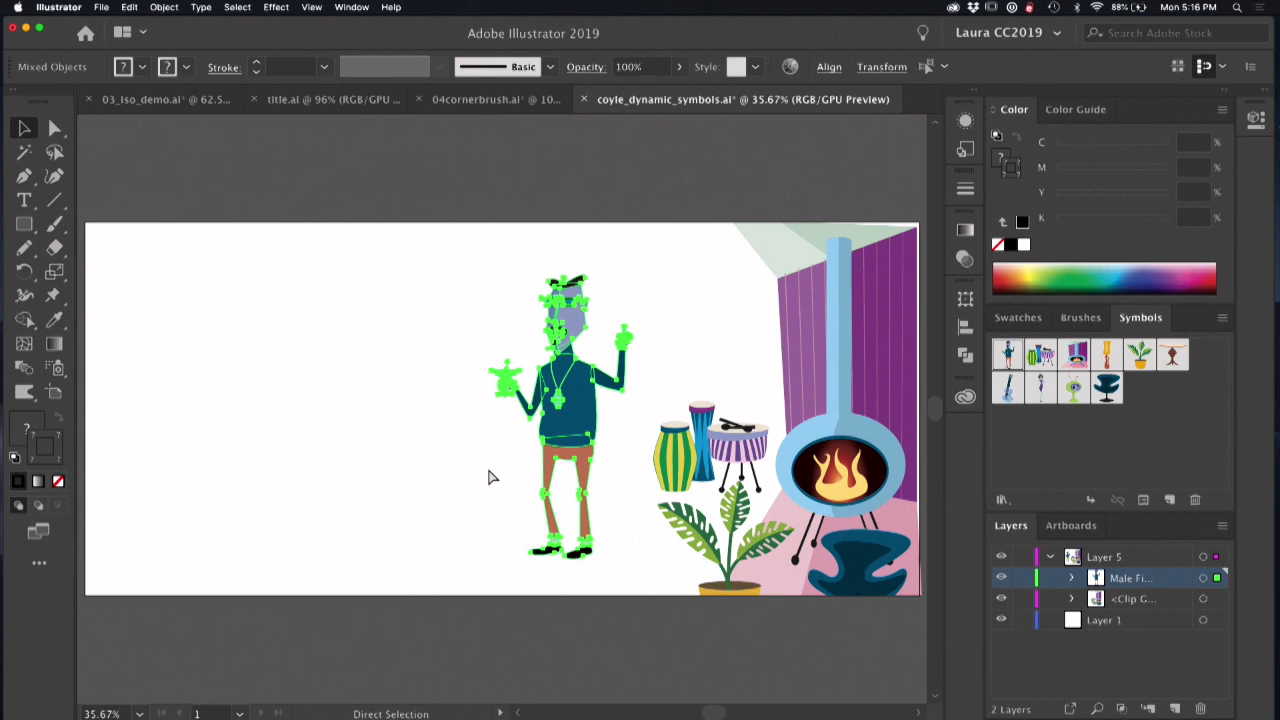 Illustrator File Edit Object Type Select Effect View Window Help 88% Mon 5:16 PM
Adobe Illustrator 2019 Laura CC2019 Search Adobe Stock
Mixed Objects ? ? Stroke: Basic Opacity: 100% Style: Align Transform
× 03_iso_demo.ai* @ 62.5... × title.ai @ 96% (RGB/GPU ... × 04cornerbrush.ai* @ 10... × coyle_dynamic_symbols.ai* @ 35.67% (RGB/GPU Preview)
Color Color Guide
C %
M %
Y %
K %
Swatches Brushes Symbols
Layers Artboards
Layer 5
Male Fi...
<Clip G...
Layer 1
35.67% 1 Direct Selection 2 Layers